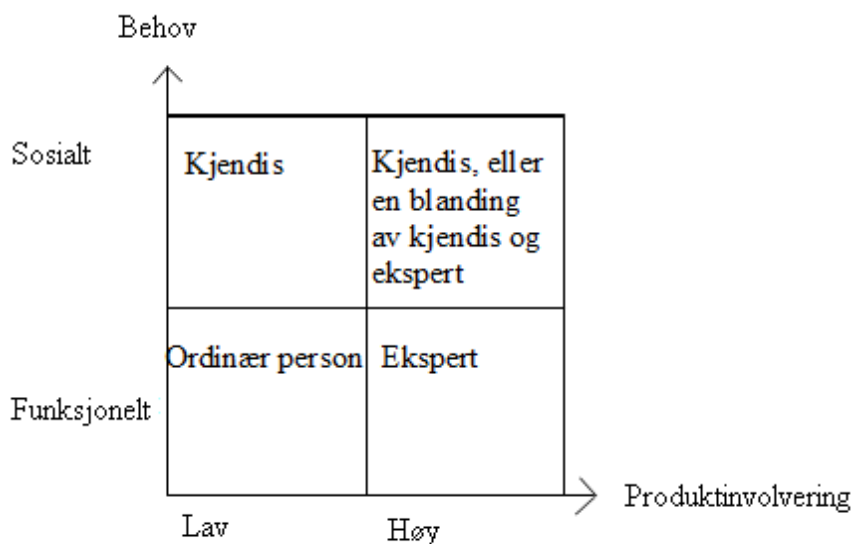 Behov
Sosialt
Kjendis
Kjendis, eller
en blanding
av kjendis og
ekspert
Ordinær person
Ekspert
Funksjonelt
Produktinvolvering
Lav
Høy